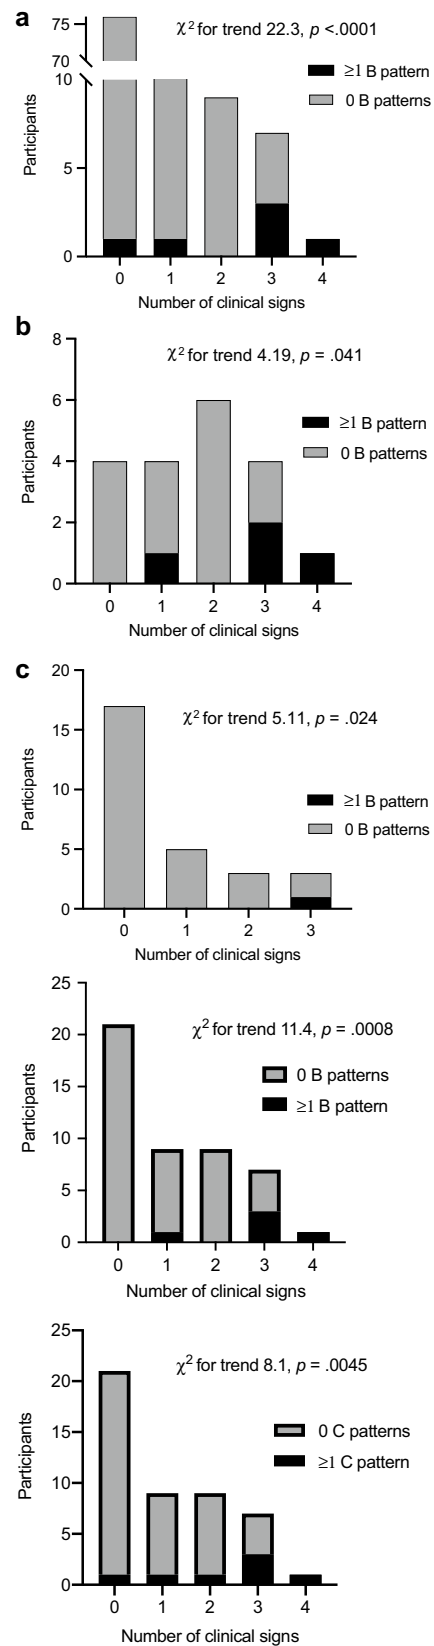 a
χ² for trend 22.3, p <.0001
75
70
10
5
0
Participants
≥1 B pattern
0 B patterns
0 1 2 3 4
Number of clinical signs
b
χ² for trend 4.19, p = .041
8
6
4
2
0
Participants
≥1 B pattern
0 B patterns
0 1 2 3 4
Number of clinical signs
c
χ² for trend 5.11, p = .024
20
15
10
5
0
Participants
≥1 B pattern
0 B patterns
0 1 2 3
Number of clinical signs
χ² for trend 11.4, p = .0008
25
20
15
10
5
0
Participants
0 B patterns
≥1 B pattern
0 1 2 3 4
Number of clinical signs
χ² for trend 8.1, p = .0045
25
20
15
10
5
0
Participants
0 C patterns
≥1 C pattern
0 1 2 3 4
Number of clinical signs